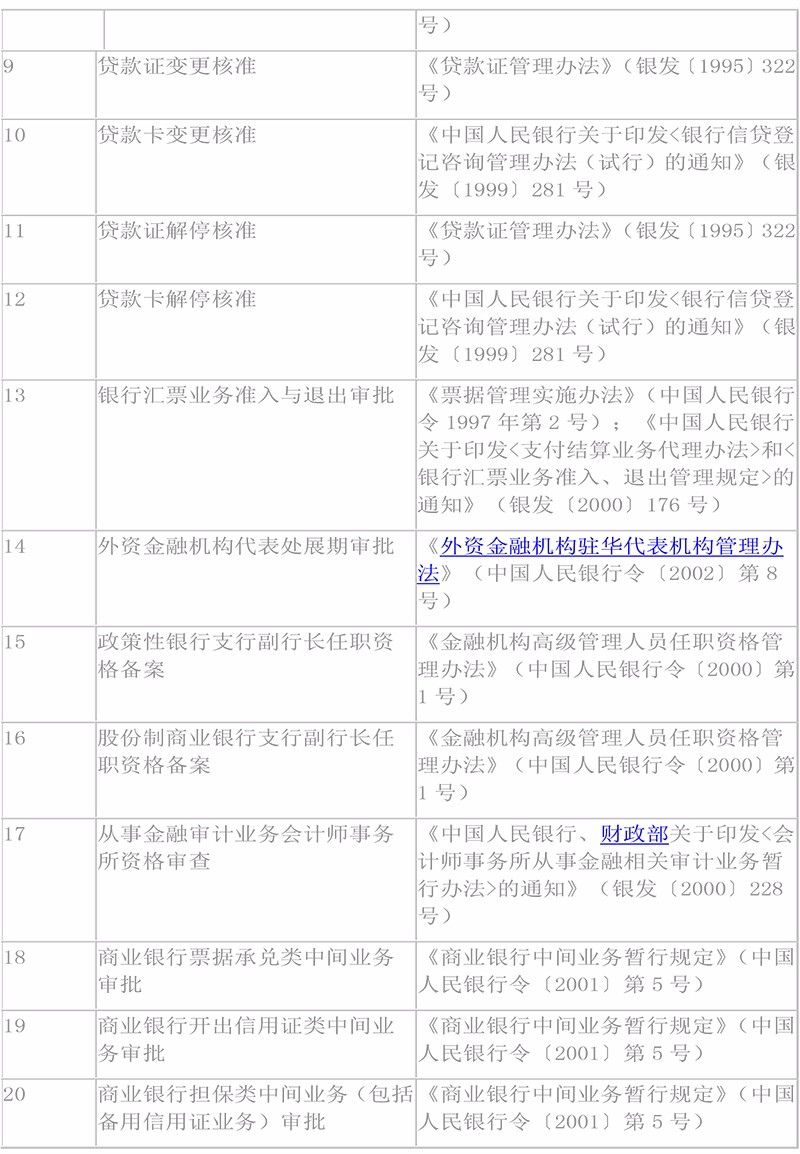 号）
9 贷款证变更核准 《贷款证管理办法》（银发〔1995〕322
号）
10 贷款卡变更核准 《中国人民银行关于印发<银行信贷登
记咨询管理办法（试行）的通知》（银
发〔1999〕281 号）
11 贷款证解停核准 《贷款证管理办法》（银发〔1995〕322
号）
12 贷款卡解停核准 《中国人民银行关于印发<银行信贷登
记咨询管理办法（试行）的通知》（银
发〔1999〕281 号）
13 银行汇票业务准入与退出审批 《票据管理实施办法》（中国人民银行
令 1997 年第 2 号）；《中国人民银行
关于印发<支付结算业务代理办法>和<
银行汇票业务准入、退出管理规定>的
通知》（银发〔2000〕176 号）
14 外资金融机构代表处展期审批 《外资金融机构驻华代表机构管理办
法》（中国人民银行令〔2002〕第 8
号）
15 政策性银行支行副行长任职资 《金融机构高级管理人员任职资格管
格备案 理办法》（中国人民银行令〔2000〕第
1 号）
16 股份制商业银行支行副行长任 《金融机构高级管理人员任职资格管
职资格备案 理办法》（中国人民银行令〔2000〕第
1 号）
17 从事金融审计业务会计师事务 《中国人民银行、财政部关于印发<会
所资格审查 计师事务所从事金融相关审计业务暂
行办法>的通知》（银发〔2000〕228
号）
18 商业银行票据承兑类中间业务 《商业银行中间业务暂行规定》（中国
审批 人民银行令〔2001〕第 5 号）
19 商业银行开出信用证类中间业 《商业银行中间业务暂行规定》（中国
务审批 人民银行令〔2001〕第 5 号）
20 商业银行担保类中间业务（包括 《商业银行中间业务暂行规定》（中国
备用信用证业务）审批 人民银行令〔2001〕第 5 号）